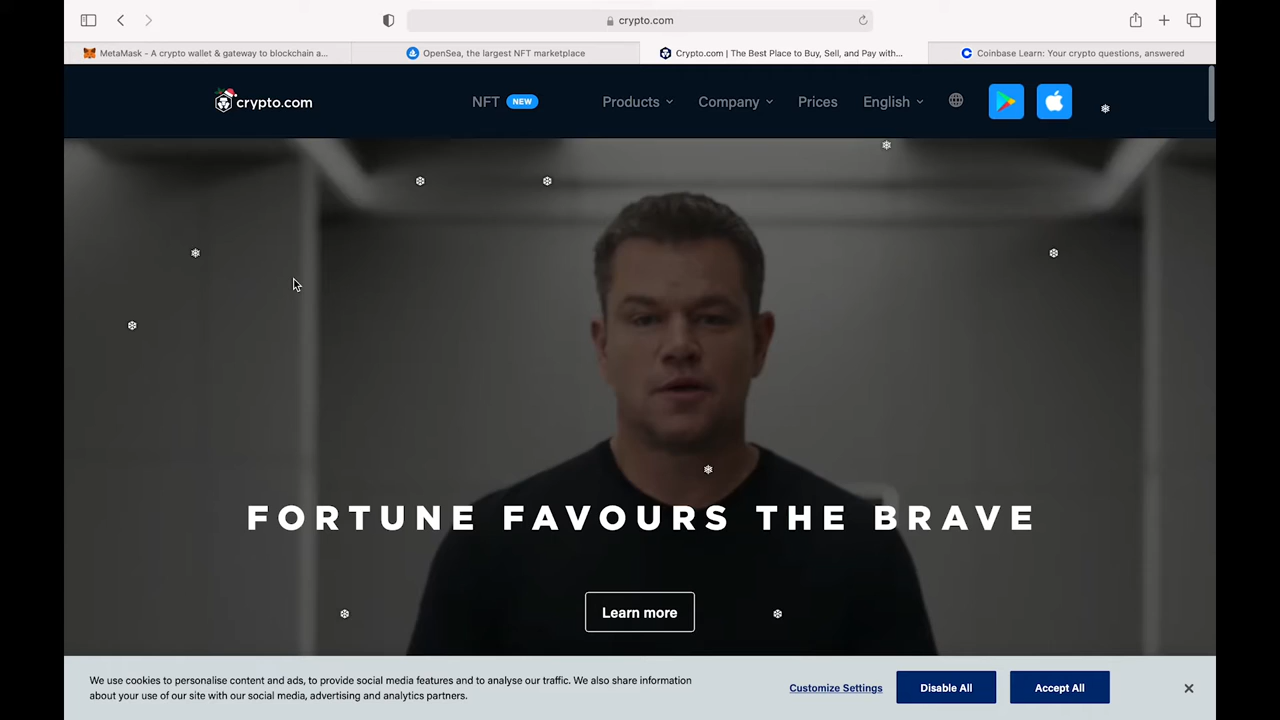 crypto.com
MetaMask - A crypto wallet & gateway to blockchain a...
OpenSea, the largest NFT marketplace
Crypto.com | The Best Place to Buy, Sell, and Pay with...
Coinbase Learn: Your crypto questions, answered
crypto.com
NFT
NEW
Products
Company
Prices
English
FORTUNE FAVOURS THE BRAVE
Learn more
We use cookies to personalise content and ads, to provide social media features and to analyse our traffic. We also share information
about your use of our site with our social media, advertising and analytics partners.
Customize Settings
Disable All
Accept All